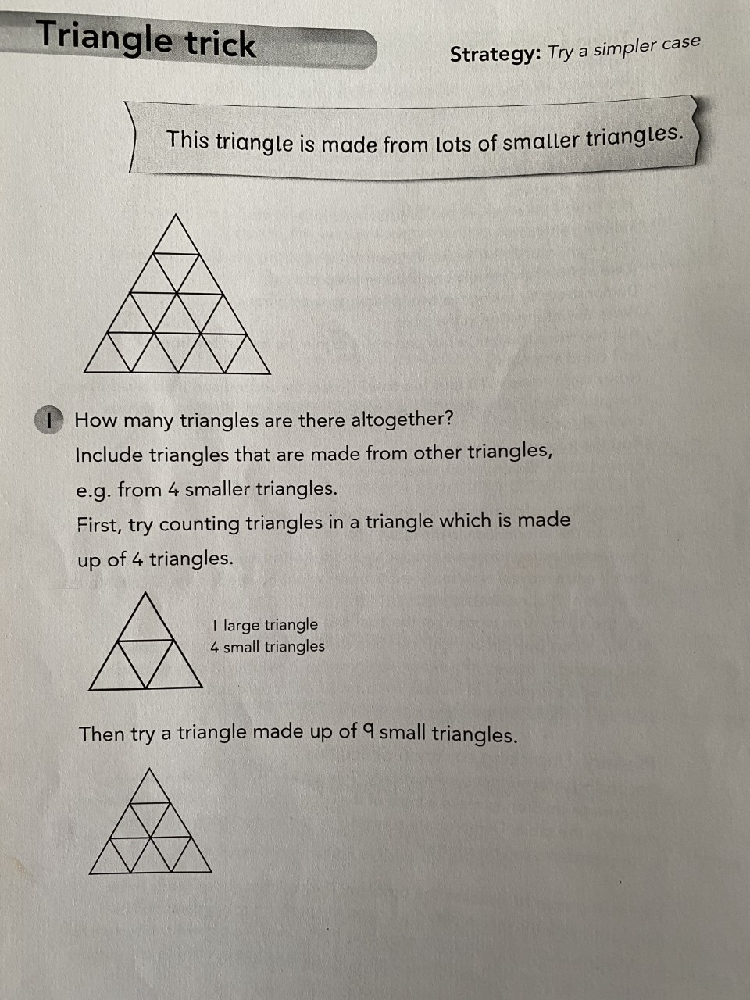 Triangle trick
Strategy: Try a simpler case
This triangle is made from lots of smaller triangles.
1 How many triangles are there altogether?
Include triangles that are made from other triangles,
e.g. from 4 smaller triangles.
First, try counting triangles in a triangle which is made
up of 4 triangles.
1 large triangle
4 small triangles
Then try a triangle made up of 9 small triangles.